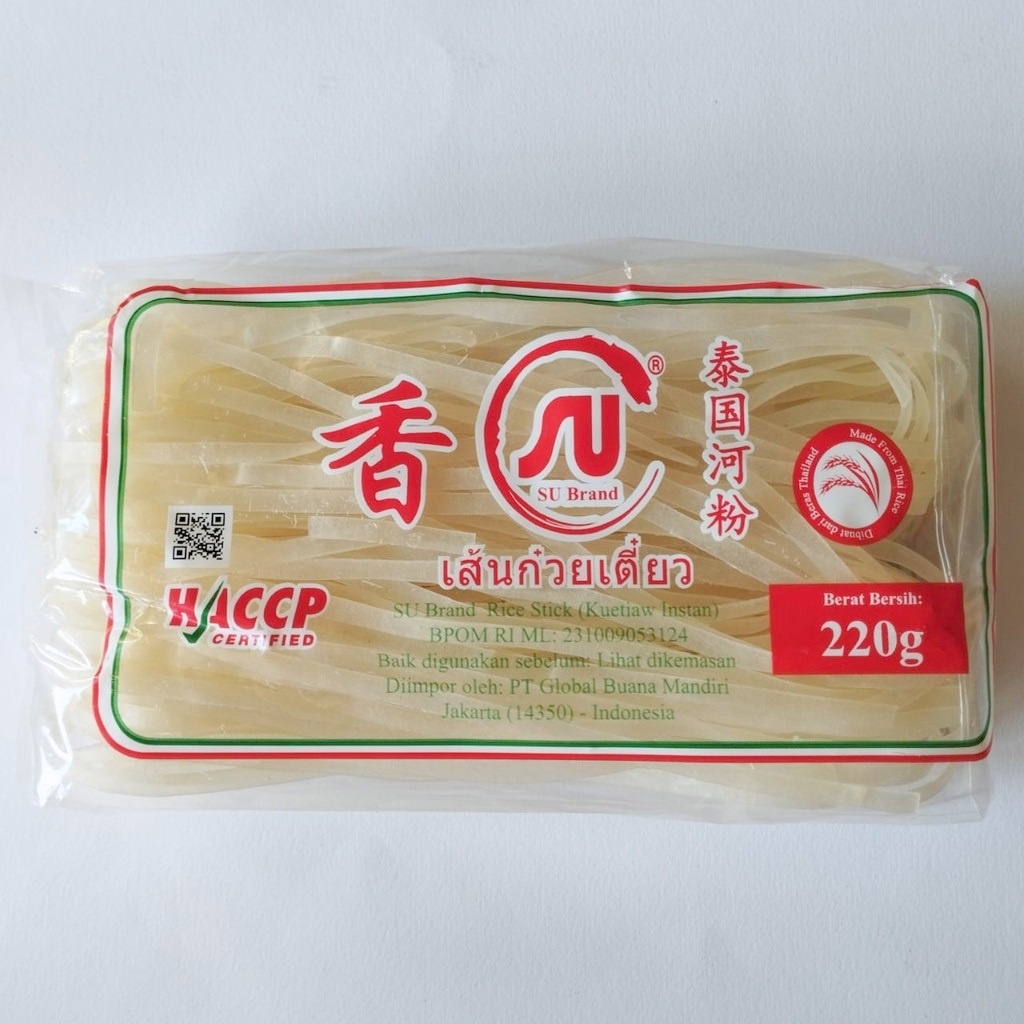 香
SU
®
SU Brand
泰国河粉
Made From Thai Rice
Dibuat dari Beras Thailand
เส้นก๋วยเตี๋ยว
HACCP
CERTIFIED
SU Brand Rice Stick (Kuetiaw Instan)
BPOM RI ML: 231009053124
Baik digunakan sebelum: Lihat dikemasan
Diimpor oleh: PT Global Buana Mandiri
Jakarta (14350) - Indonesia
Berat Bersih:
220g